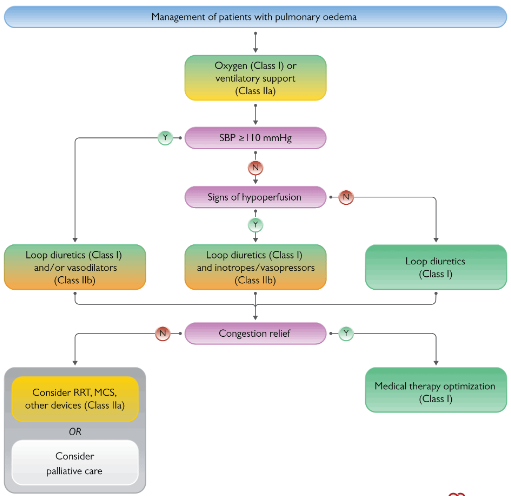 Management of patients with pulmonary oedema
Oxygen (Class I) or
ventilatory support
(Class IIa)
Y
SBP ≥110 mmHg
N
Signs of hypoperfusion
N
Y
Loop diuretics (Class I)
and/or vasodilators
(Class IIb)
Loop diuretics (Class I)
and inotropes/vasopressors
(Class IIb)
Loop diuretics
(Class I)
N
Congestion relief
Y
Consider RRT, MCS,
other devices (Class IIa)
OR
Consider
palliative care
Medical therapy optimization
(Class I)